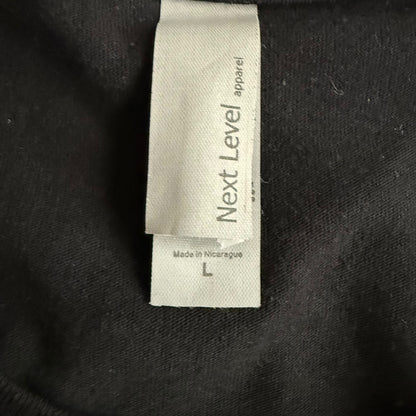 Next Level
apparel
Made in Nicaragua
L